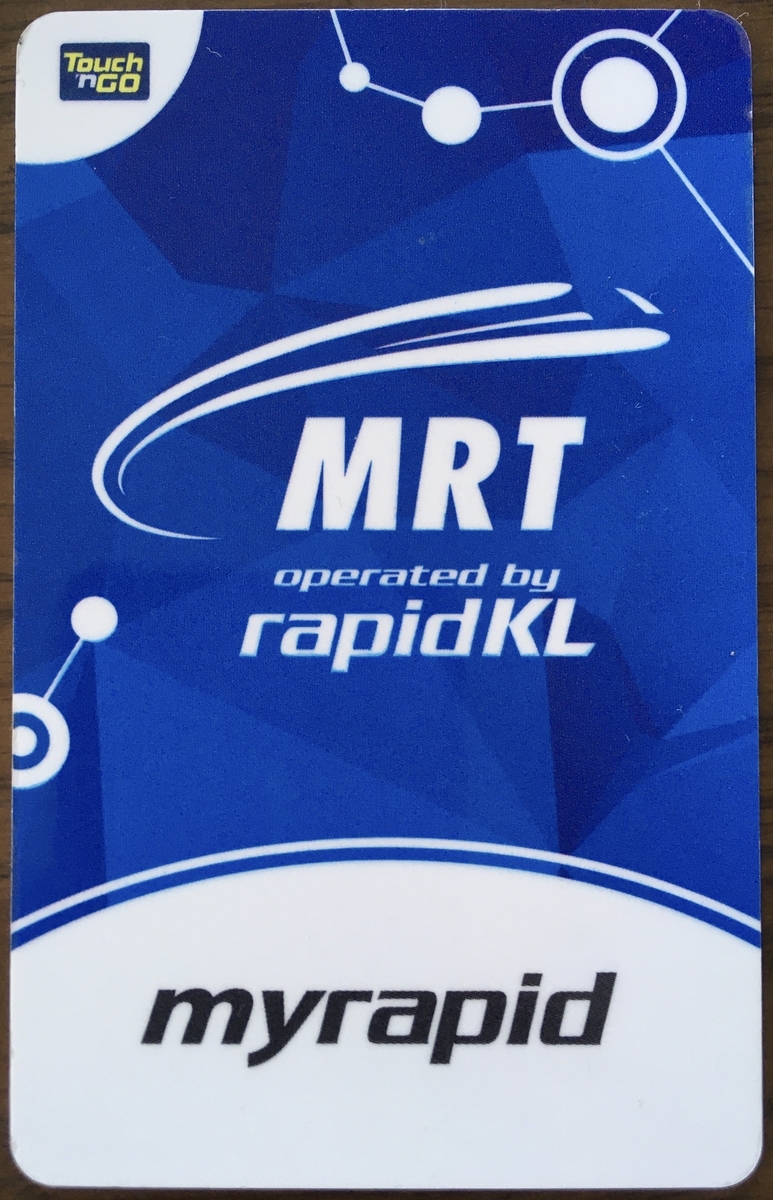 Touch
'n GO
MRT
operated by
rapidKL
myrapid